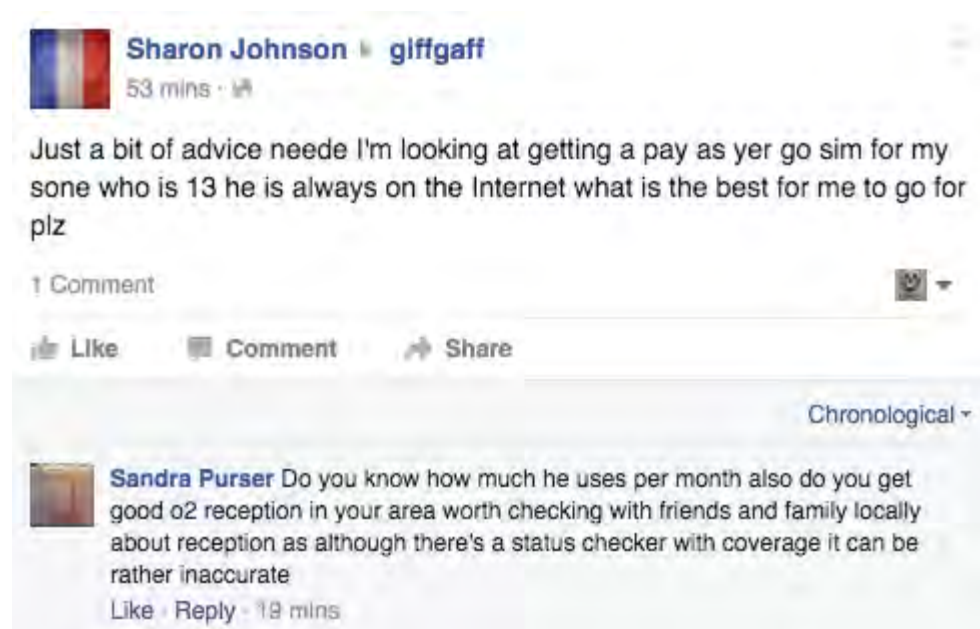 Sharon Johnson giffgaff
53 mins ·
Just a bit of advice neede I'm looking at getting a pay as yer go sim for my
sone who is 13 he is always on the Internet what is the best for me to go for
plz
1 Comment
Like Comment Share
Chronological
Sandra Purser Do you know how much he uses per month also do you get
good o2 reception in your area worth checking with friends and family locally
about reception as although there's a status checker with coverage it can be
rather inaccurate
Like · Reply · 19 mins